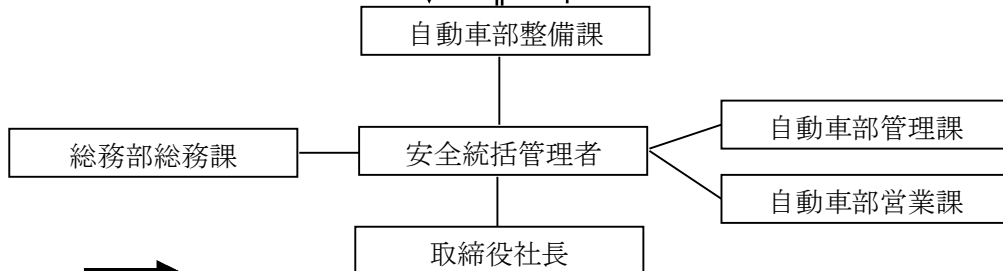 自動車部整備課
自動車部管理課
総務部総務課
安全統括管理者
自動車部営業課
取締役社長